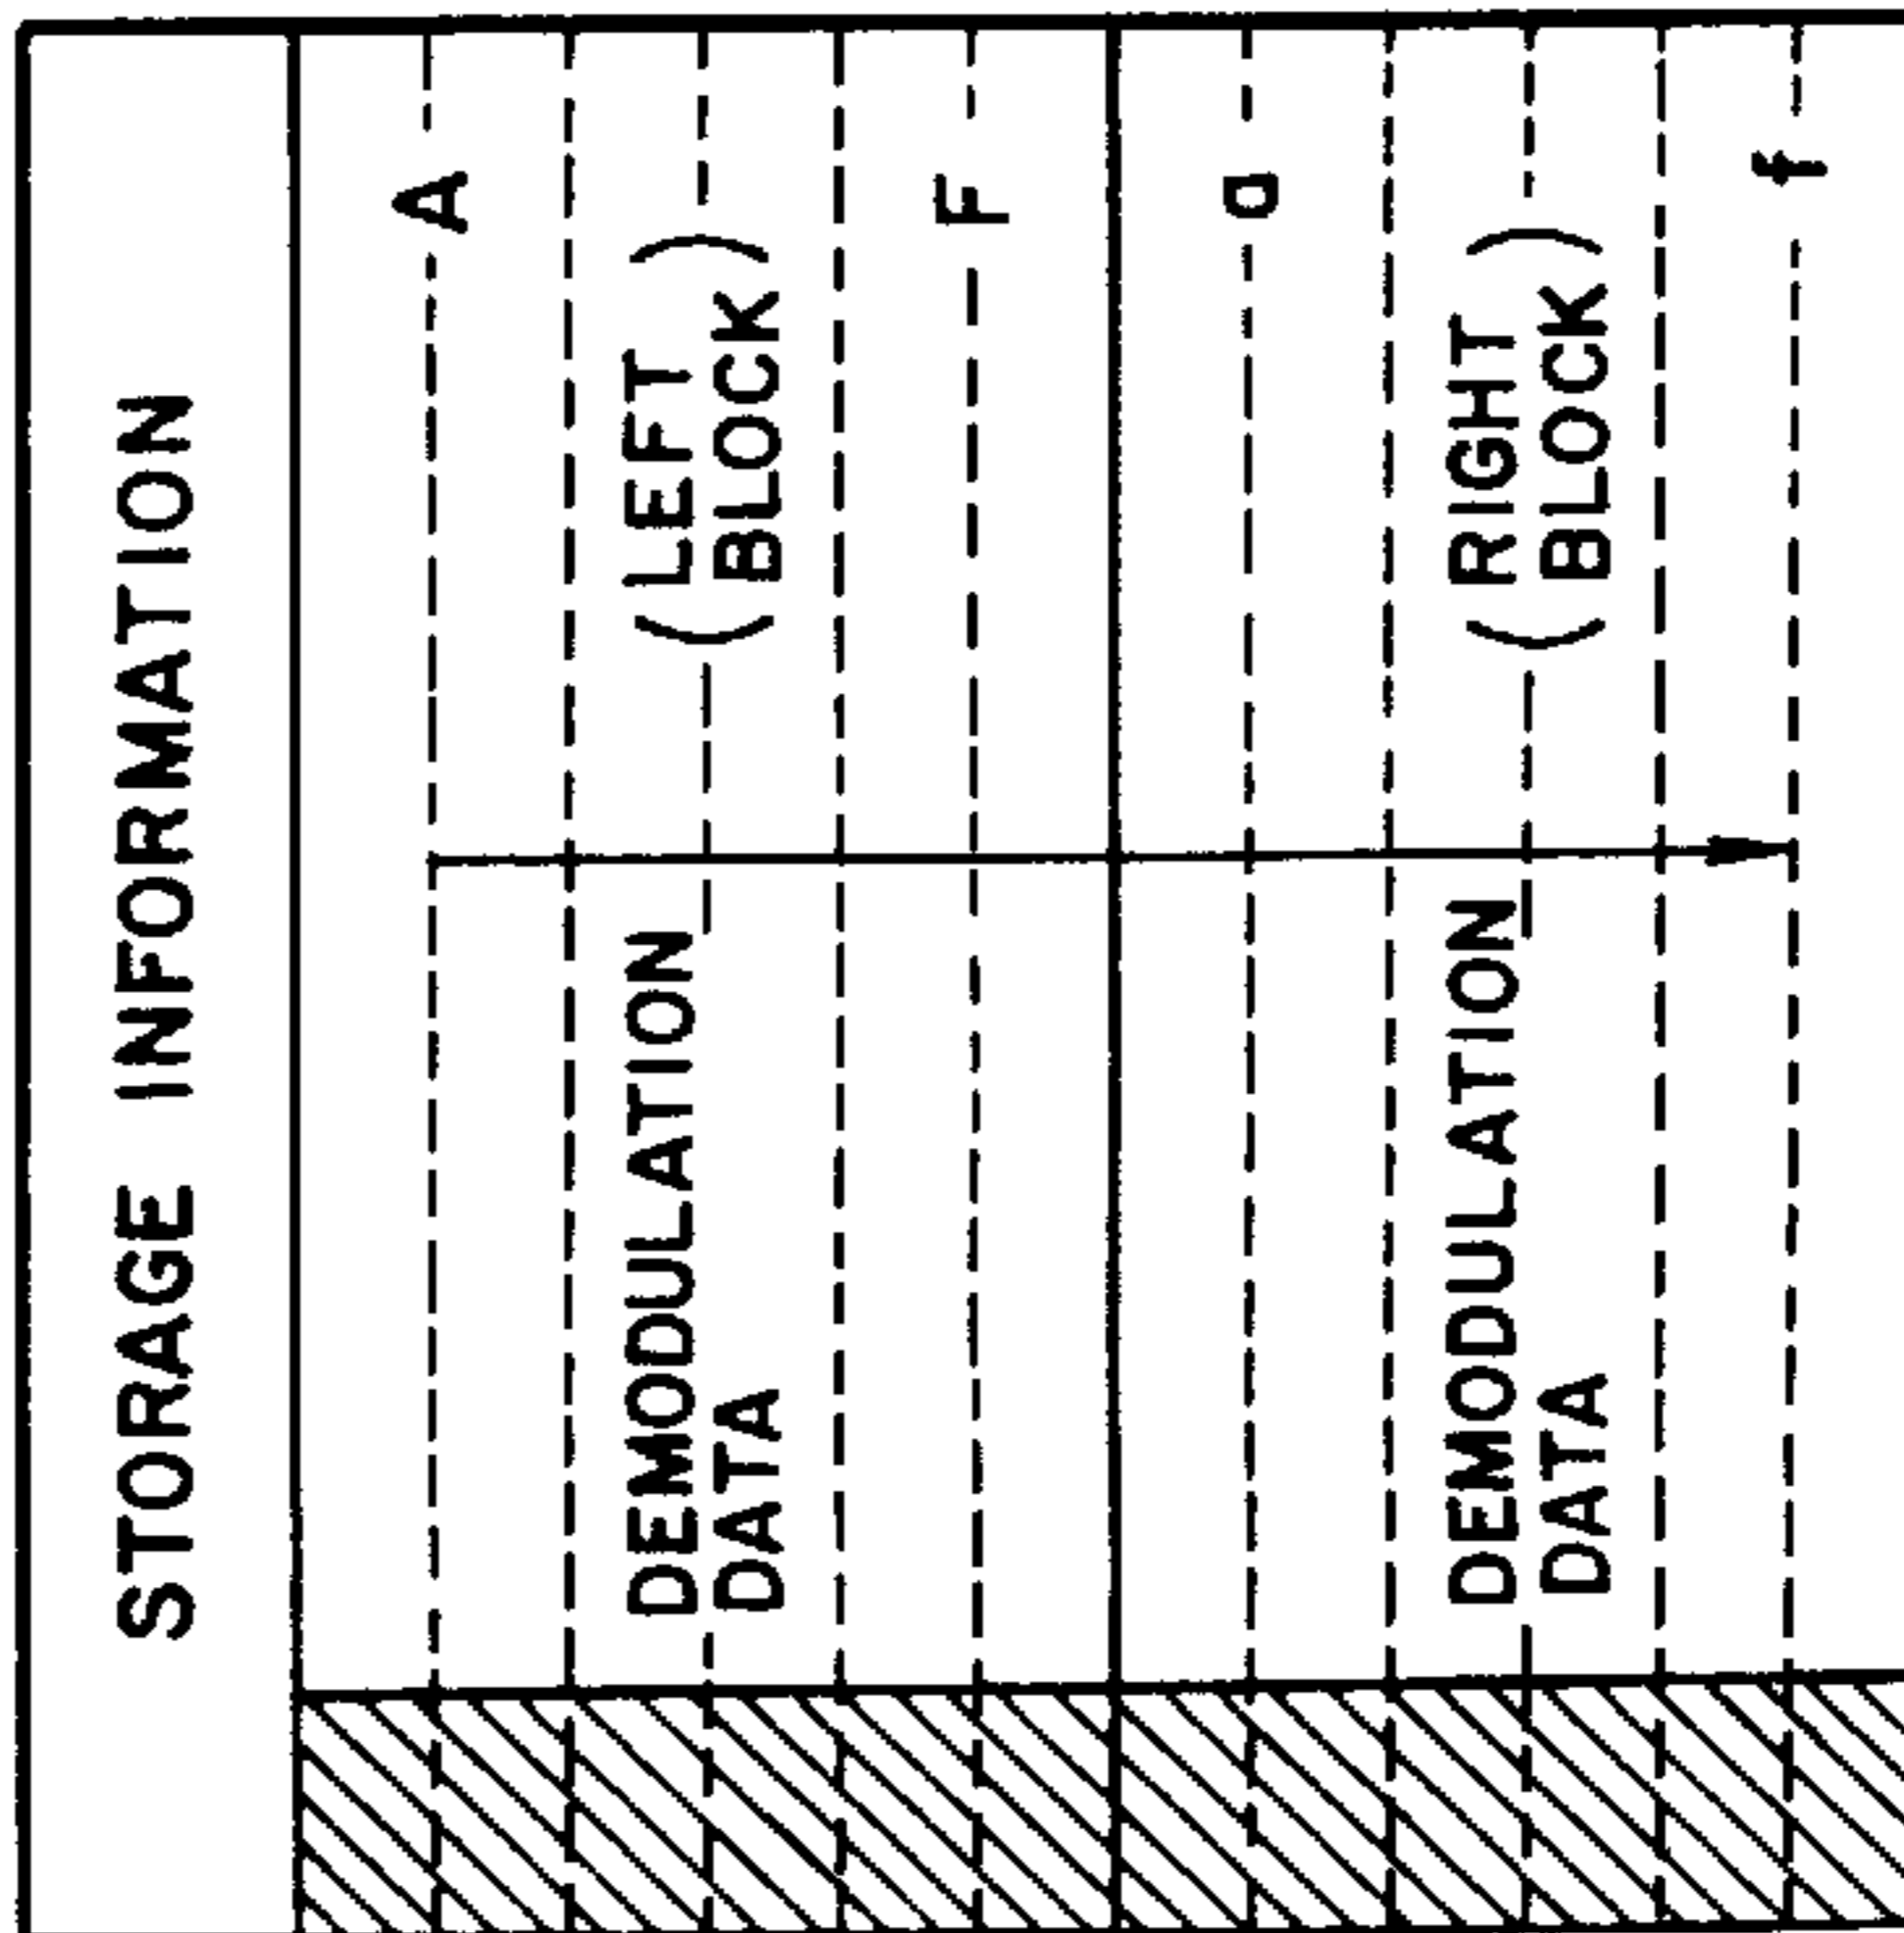 STORAGE INFORMATION
A
DEMODULATION (LEFT
DATA BLOCK)
F
a
DEMODULATION (RIGHT
DATA BLOCK)
f